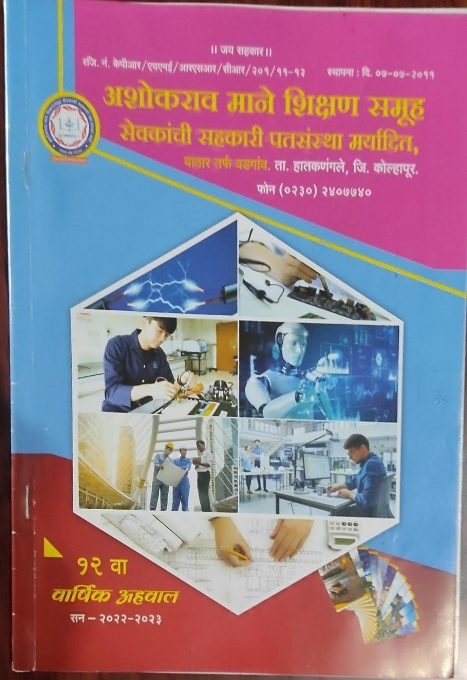 ॥ जय सहकार ॥
रजि. नं. केपीआर/एचएमई/आरएसआर/सीआर/२०१/११-१२ स्थापना : दि. ०७-०७-२०११
अशोकराव माने शिक्षण समूह
सेवकांची सहकारी पतसंस्था मर्यादित,
वाठार तर्फ वडगांव. ता. हातकणंगले, जि. कोल्हापूर.
फोन (०२३०) २४०७७४०
१२ वा
वार्षिक अहवाल
सन - २०२२-२०२३